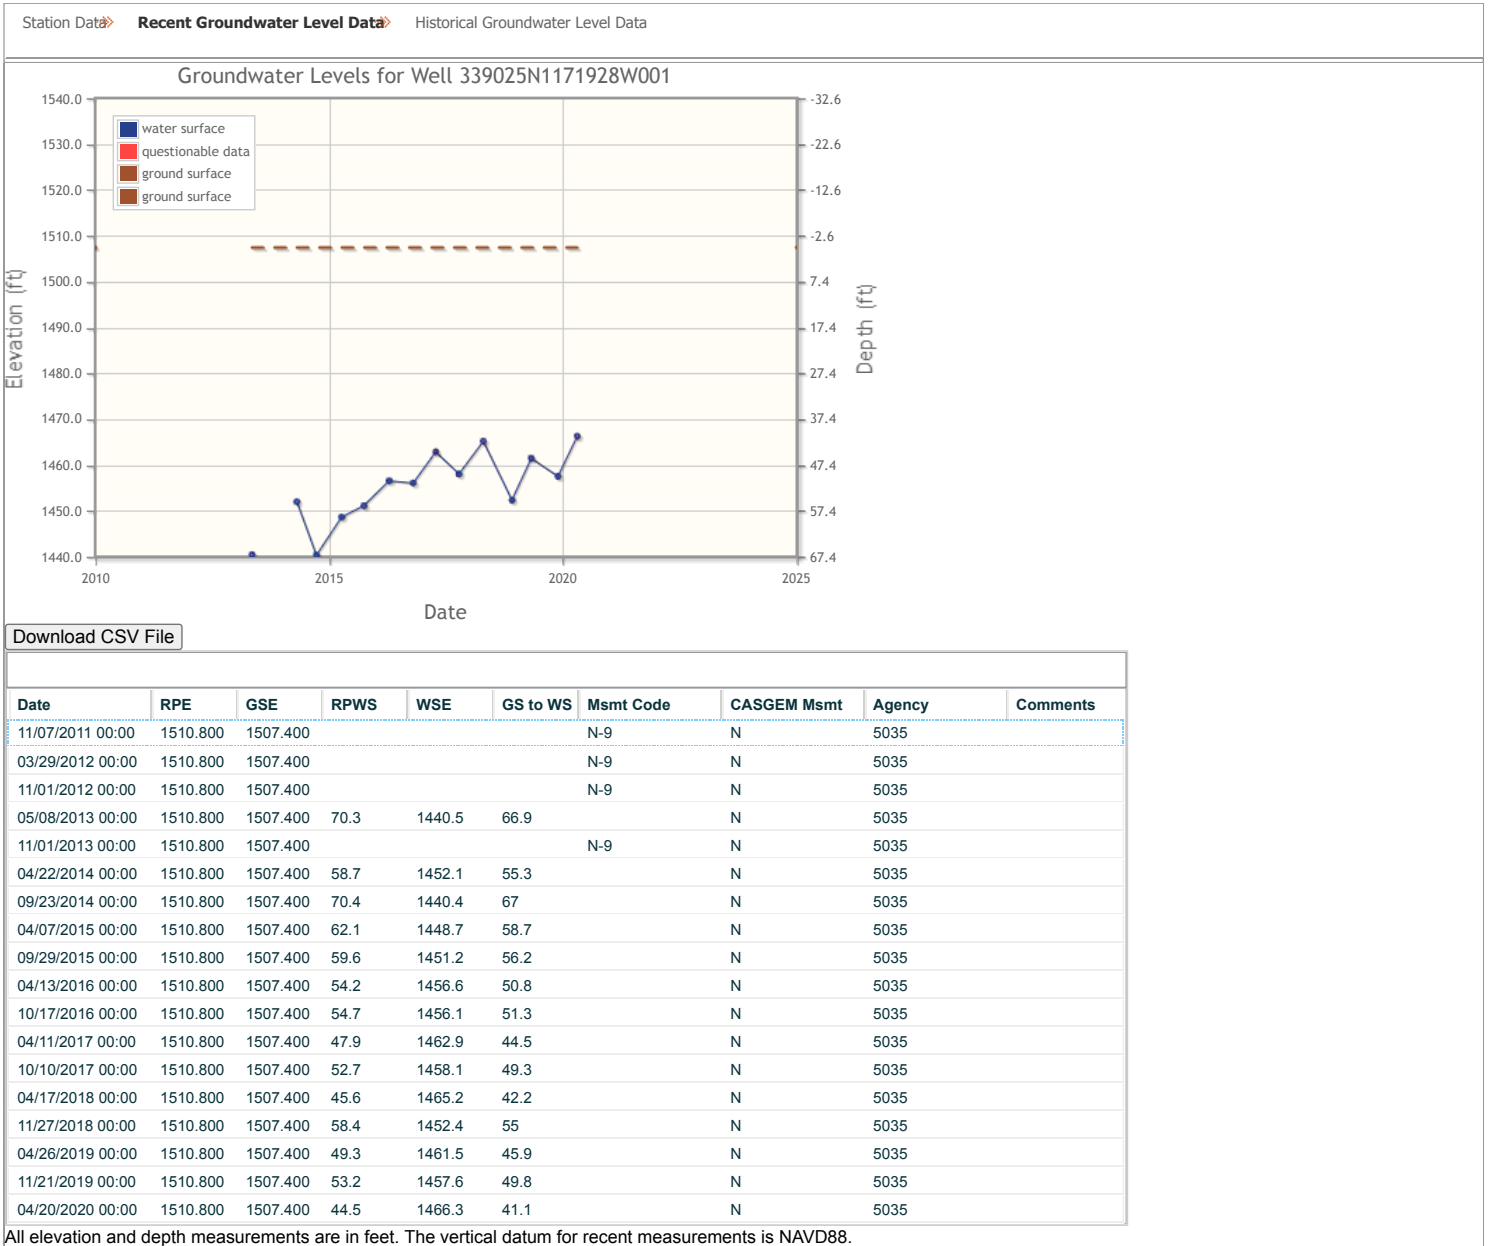 Station Data Recent Groundwater Level Data Historical Groundwater Level Data
Groundwater Levels for Well 339025N1171928W001
1540.0 -32.6
water surface
1530.0 -22.6
questionable data
ground surface
1520.0 -12.6
ground surface
1510.0 -2.6
1500.0 7.4
Elevation (ft)
Depth (ft)
1490.0 17.4
1480.0 27.4
1470.0 37.4
1460.0 47.4
1450.0 57.4
1440.0 67.4
2010 2015 2020 2025
Date
Download CSV File
Date RPE GSE RPWS WSE GS to WS Msmt Code CASGEM Msmt Agency Comments
11/07/2011 00:00 1510.800 1507.400 N-9 N 5035
03/29/2012 00:00 1510.800 1507.400 N-9 N 5035
11/01/2012 00:00 1510.800 1507.400 N-9 N 5035
05/08/2013 00:00 1510.800 1507.400 70.3 1440.5 66.9 N 5035
11/01/2013 00:00 1510.800 1507.400 N-9 N 5035
04/22/2014 00:00 1510.800 1507.400 58.7 1452.1 55.3 N 5035
09/23/2014 00:00 1510.800 1507.400 70.4 1440.4 67 N 5035
04/07/2015 00:00 1510.800 1507.400 62.1 1448.7 58.7 N 5035
09/29/2015 00:00 1510.800 1507.400 59.6 1451.2 56.2 N 5035
04/13/2016 00:00 1510.800 1507.400 54.2 1456.6 50.8 N 5035
10/17/2016 00:00 1510.800 1507.400 54.7 1456.1 51.3 N 5035
04/11/2017 00:00 1510.800 1507.400 47.9 1462.9 44.5 N 5035
10/10/2017 00:00 1510.800 1507.400 52.7 1458.1 49.3 N 5035
04/17/2018 00:00 1510.800 1507.400 45.6 1465.2 42.2 N 5035
11/27/2018 00:00 1510.800 1507.400 58.4 1452.4 55 N 5035
04/26/2019 00:00 1510.800 1507.400 49.3 1461.5 45.9 N 5035
11/21/2019 00:00 1510.800 1507.400 53.2 1457.6 49.8 N 5035
04/20/2020 00:00 1510.800 1507.400 44.5 1466.3 41.1 N 5035
All elevation and depth measurements are in feet. The vertical datum for recent measurements is NAVD88.